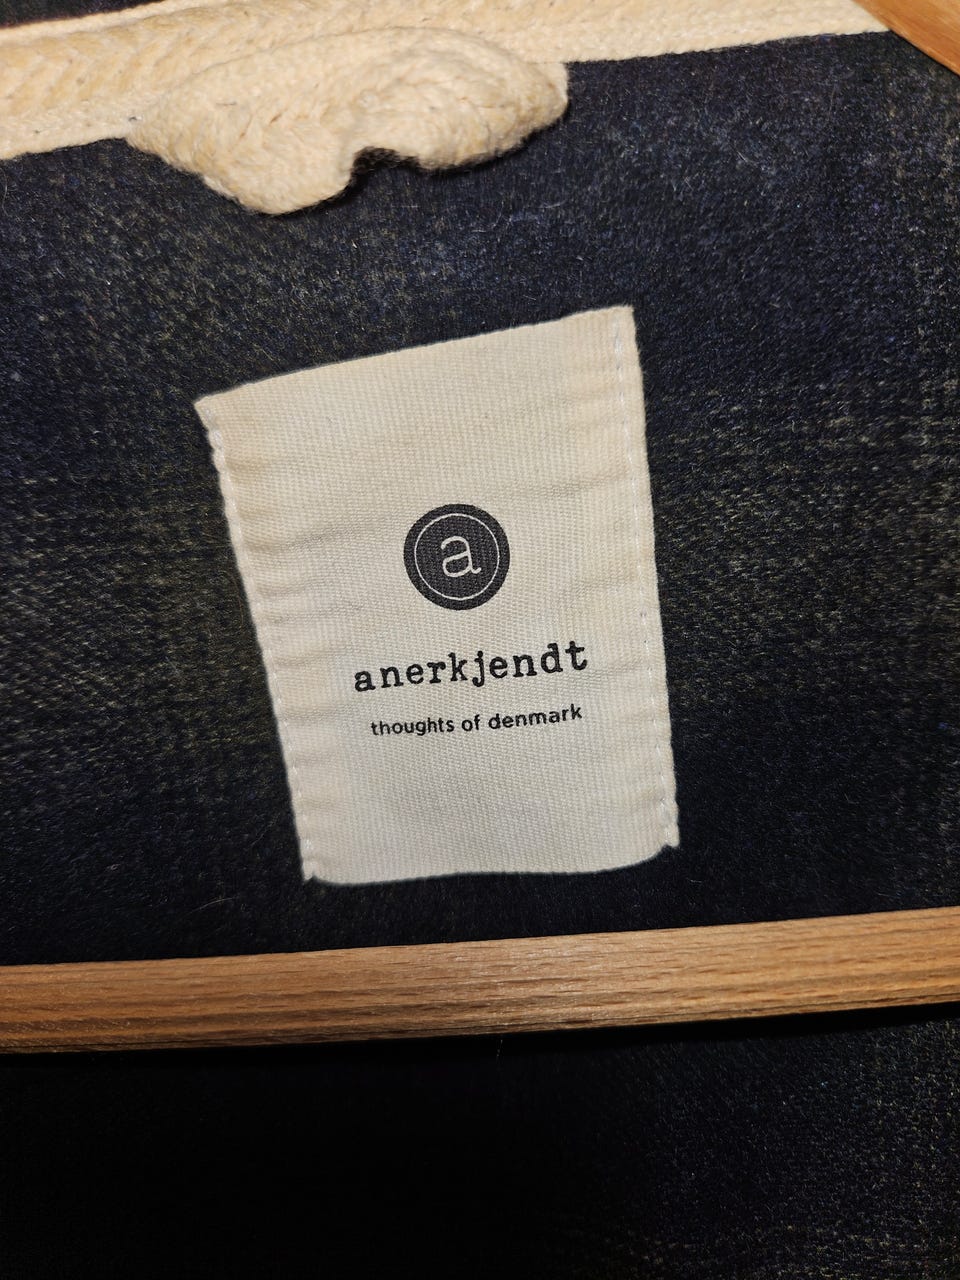 a
anerkjendt
thoughts of denmark